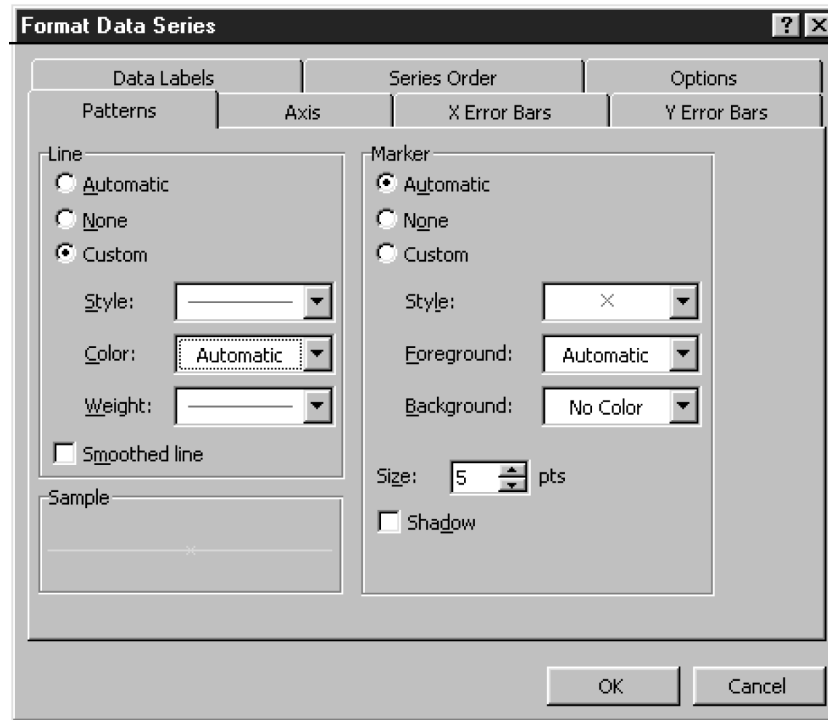 Format Data Series
Data Labels Series Order Options
Patterns Axis X Error Bars Y Error Bars
Line
Automatic
None
Custom
Style:
Color: Automatic
Weight:
Smoothed line
Sample
Marker
Automatic
None
Custom
Style:
Foreground: Automatic
Background: No Color
Size: 5 pts
Shadow
OK Cancel